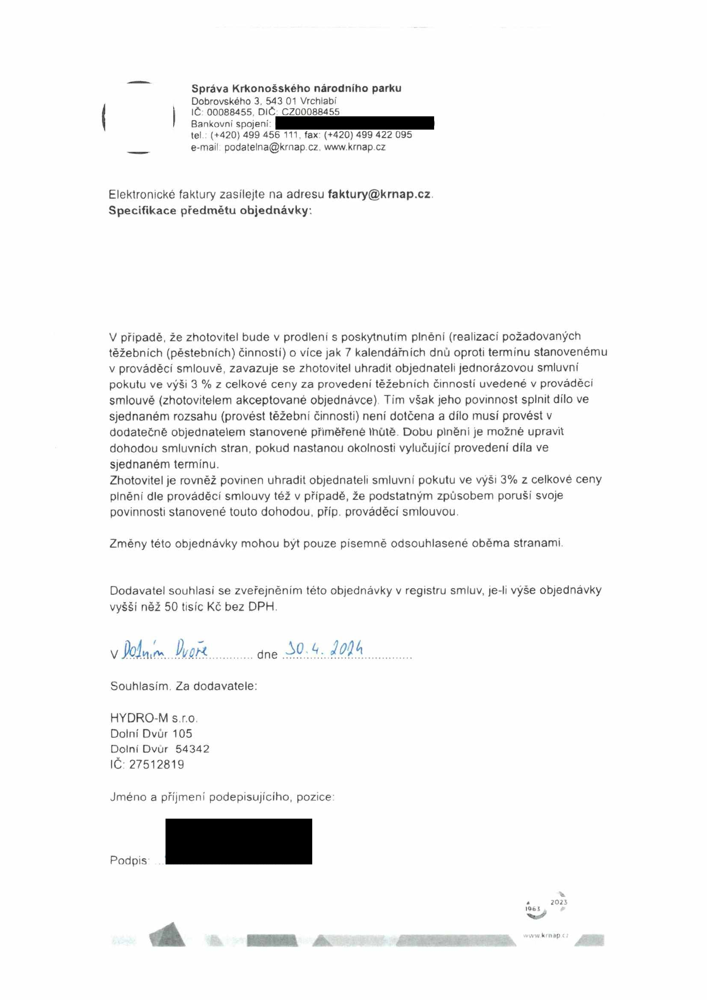 Správa Krkonošského národního parku
Dobrovského 3, 543 01 Vrchlabí
IČ: 00088455, DIČ: CZ00088455
Bankovní spojení:
tel.: (+420) 499 456 111, fax: (+420) 499 422 095
e-mail: podatelna@krnap.cz, www.krnap.cz
Elektronické faktury zasílejte na adresu faktury@krnap.cz.
Specifikace předmětu objednávky:
V případě, že zhotovitel bude v prodlení s poskytnutím plnění (realizací požadovaných
těžebních (pěstebních) činností) o více jak 7 kalendářních dnů oproti termínu stanovenému
v prováděcí smlouvě, zavazuje se zhotovitel uhradit objednateli jednorázovou smluvní
pokutu ve výši 3 % z celkové ceny za provedení těžebních činností uvedené v prováděcí
smlouvě (zhotovitelem akceptované objednávce). Tím však jeho povinnost splnit dílo ve
sjednaném rozsahu (provést těžební činnosti) není dotčena a dílo musí provést v
dodatečně objednatelem stanovené přiměřené lhůtě. Dobu plnění je možné upravit
dohodou smluvních stran, pokud nastanou okolnosti vylučující provedení díla ve
sjednaném termínu.
Zhotovitel je rovněž povinen uhradit objednateli smluvní pokutu ve výši 3% z celkové ceny
plnění dle prováděcí smlouvy též v případě, že podstatným způsobem poruší svoje
povinnosti stanovené touto dohodou, příp. prováděcí smlouvou.
Změny této objednávky mohou být pouze písemně odsouhlasené oběma stranami.
Dodavatel souhlasí se zveřejněním této objednávky v registru smluv, je-li výše objednávky
vyšší něž 50 tisíc Kč bez DPH.
V Dolním Dvoře dne 30.4.2024
Souhlasím. Za dodavatele:
HYDRO-M s.r.o.
Dolní Dvůr 105
Dolní Dvůr 54342
IČ: 27512819
Jméno a příjmení podepisujícího, pozice:
Podpis:
2023
1963
www.krnap.cz